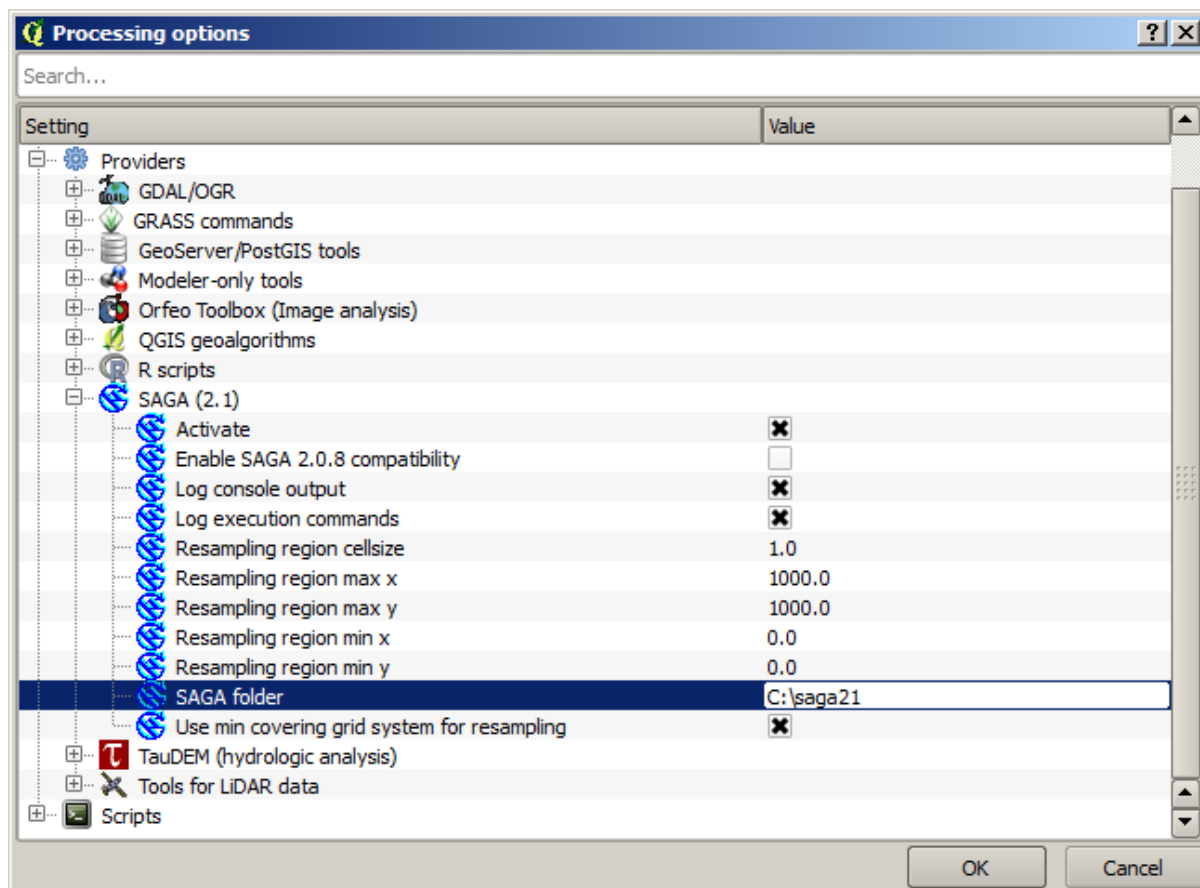 Processing options
Search...
Setting Value
Providers
GDAL/OGR
GRASS commands
GeoServer/PostGIS tools
Modeler-only tools
Orfeo Toolbox (Image analysis)
QGIS geoalgorithms
R scripts
SAGA (2.1)
Activate
Enable SAGA 2.0.8 compatibility
Log console output
Log execution commands
Resampling region cellsize 1.0
Resampling region max x 1000.0
Resampling region max y 1000.0
Resampling region min x 0.0
Resampling region min y 0.0
SAGA folder C:\saga21
Use min covering grid system for resampling
TauDEM (hydrologic analysis)
Tools for LiDAR data
Scripts
OK Cancel